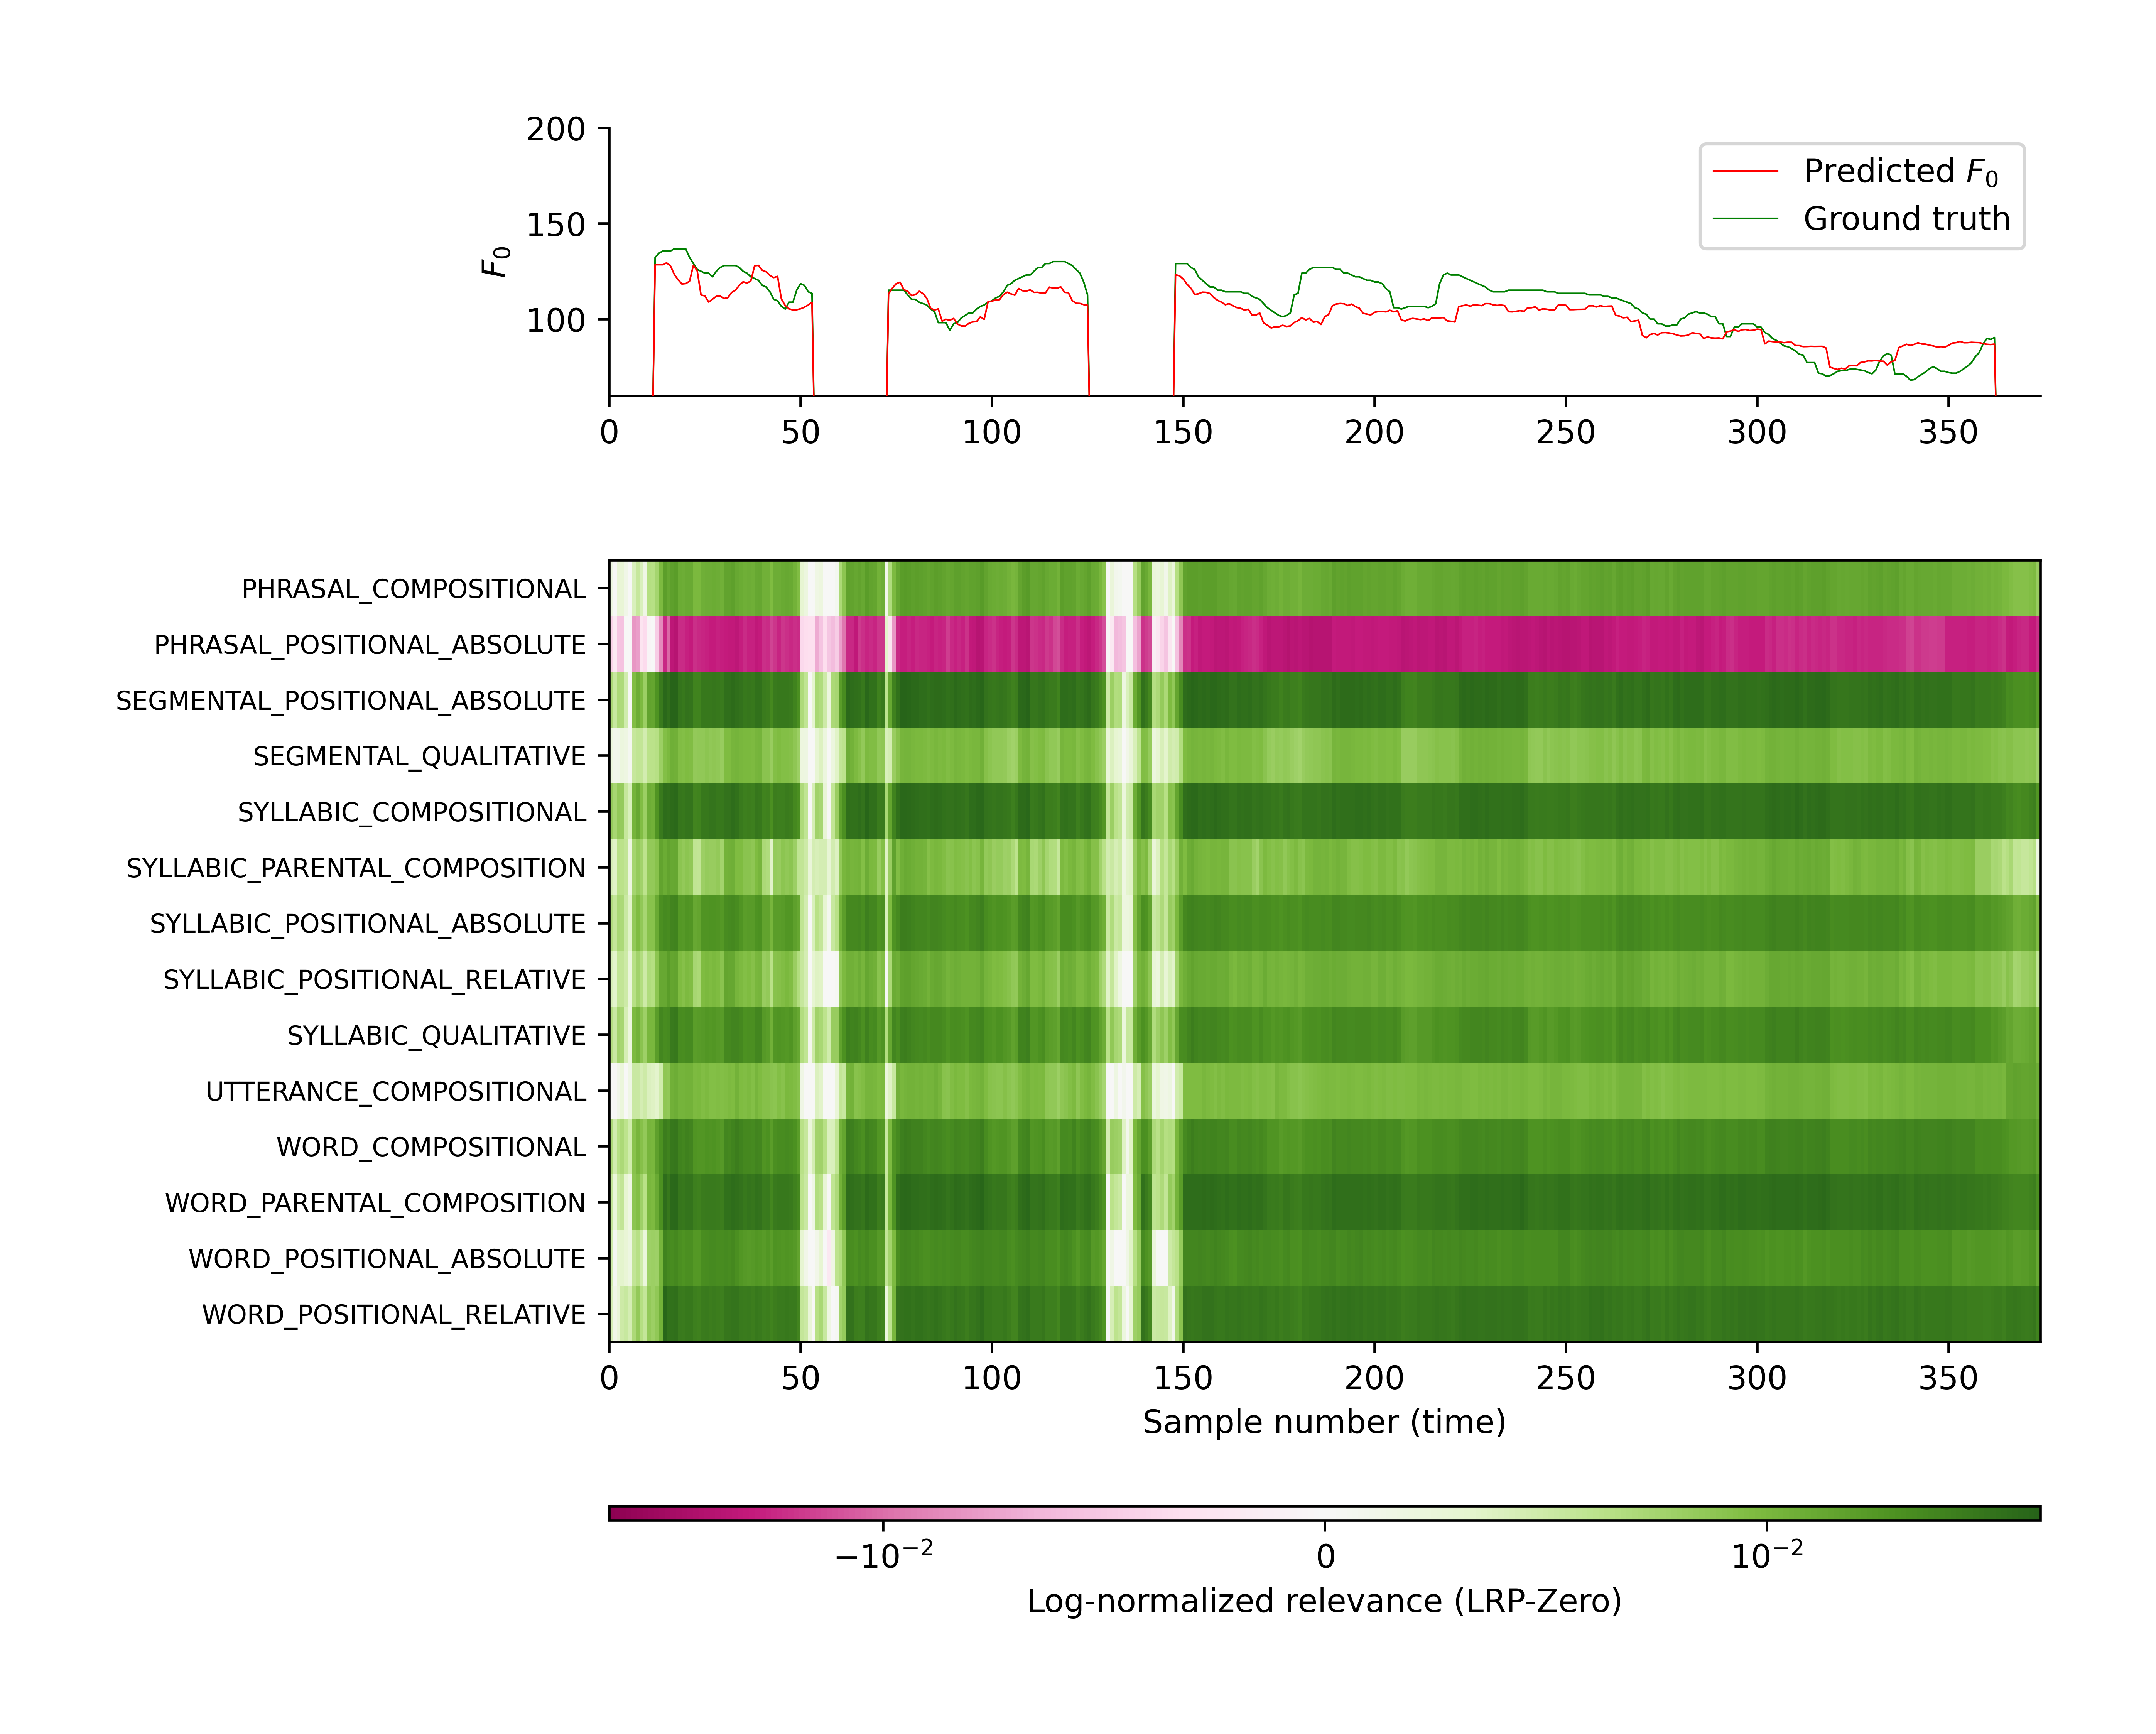 200
150
100
F0
Predicted F0
Ground truth
0 50 100 150 200 250 300 350
PHRASAL_COMPOSITIONAL
PHRASAL_POSITIONAL_ABSOLUTE
SEGMENTAL_POSITIONAL_ABSOLUTE
SEGMENTAL_QUALITATIVE
SYLLABIC_COMPOSITIONAL
SYLLABIC_PARENTAL_COMPOSITION
SYLLABIC_POSITIONAL_ABSOLUTE
SYLLABIC_POSITIONAL_RELATIVE
SYLLABIC_QUALITATIVE
UTTERANCE_COMPOSITIONAL
WORD_COMPOSITIONAL
WORD_PARENTAL_COMPOSITION
WORD_POSITIONAL_ABSOLUTE
WORD_POSITIONAL_RELATIVE
0 50 100 150 200 250 300 350
Sample number (time)
−10⁻² 0 10⁻²
Log-normalized relevance (LRP-Zero)